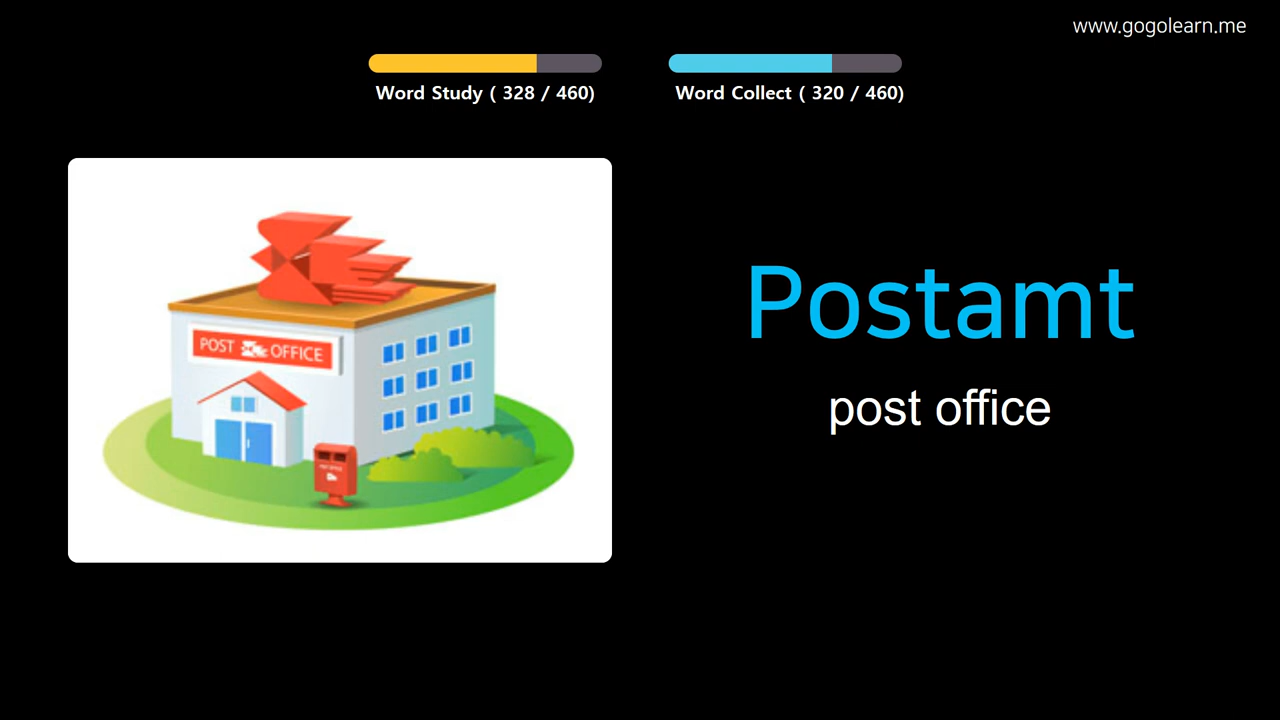 www.gogolearn.me
Word Study ( 328 / 460)
Word Collect ( 320 / 460)
POST OFFICE
Postamt
post office